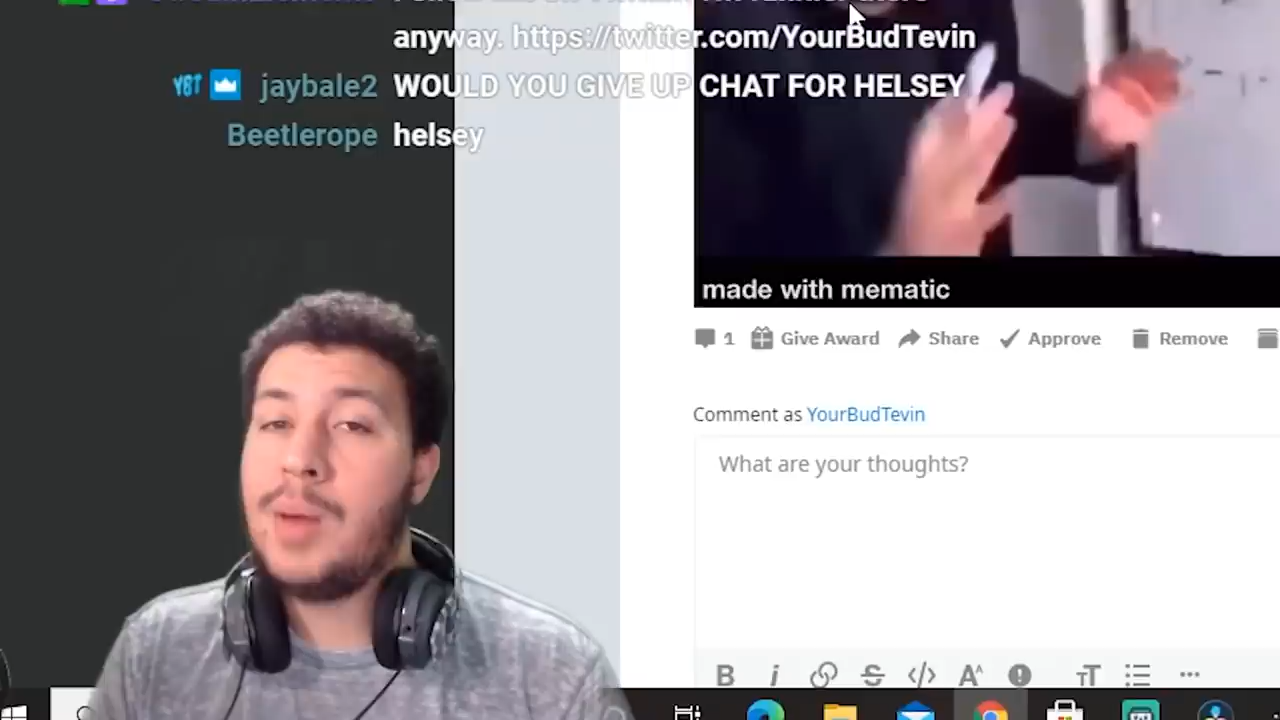 anyway. https://twitter.com/YourBudTevin
YBT jaybale2 WOULD YOU GIVE UP CHAT FOR HELSEY
Beetlerope helsey
made with mematic
1 Give Award Share Approve Remove
Comment as YourBudTevin
What are your thoughts?